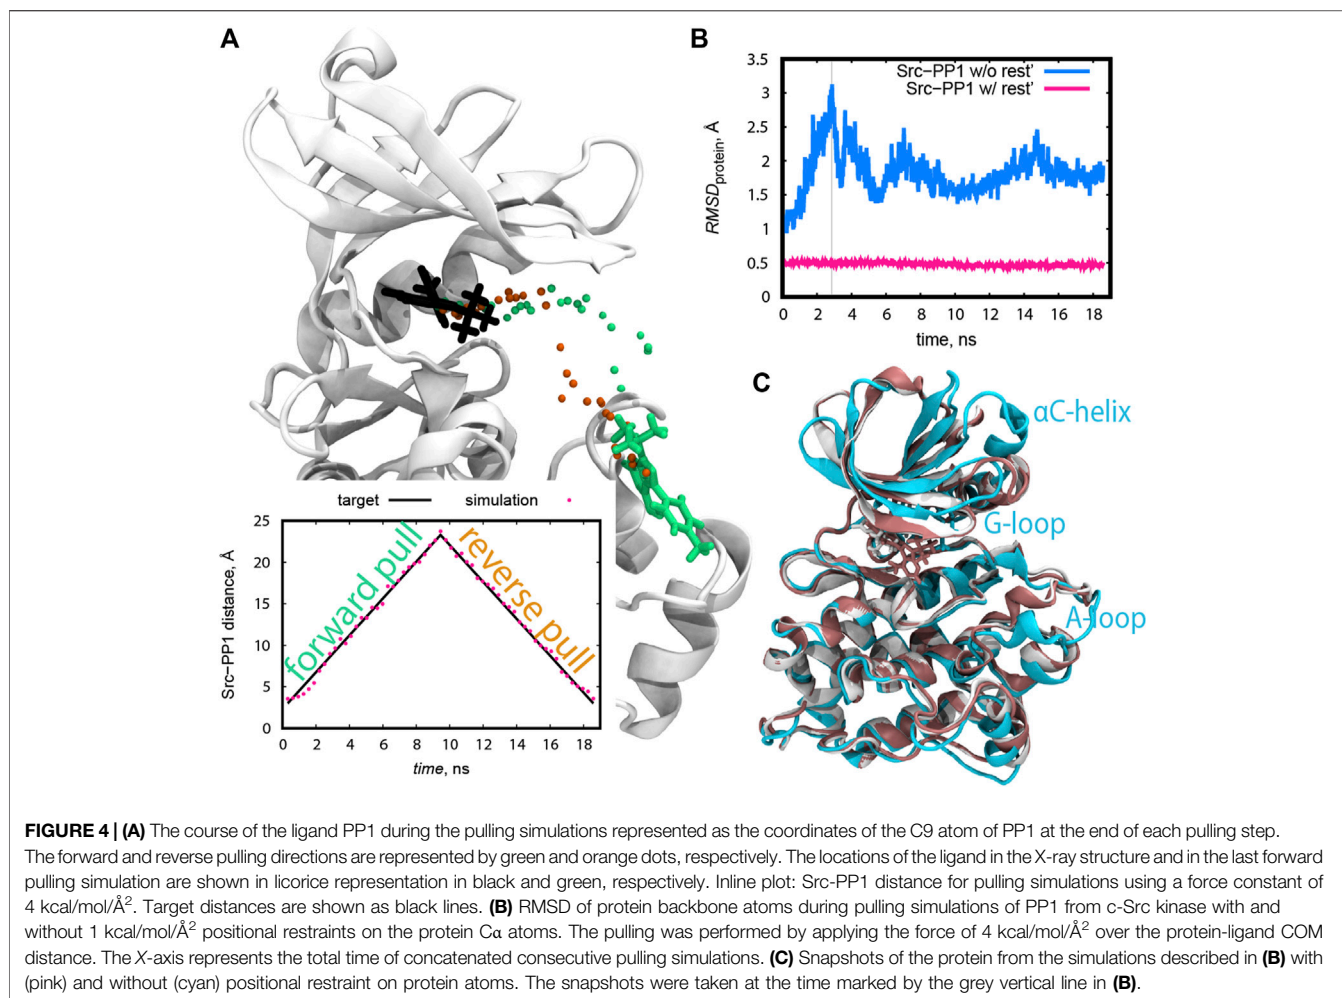 A
B
3.5
3
2.5
2
1.5
1
0.5
0
RMSDprotein, Å
Src−PP1 w/o rest'
Src−PP1 w/ rest'
0 2 4 6 8 10 12 14 16 18
time, ns
C
αC-helix
G-loop
A-loop
target simulation
25
20
15
10
5
0
Src−PP1 distance, Å
forward pull
reverse pull
0 2 4 6 8 10 12 14 16 18
time, ns
FIGURE 4 | (A) The course of the ligand PP1 during the pulling simulations represented as the coordinates of the C9 atom of PP1 at the end of each pulling step.
The forward and reverse pulling directions are represented by green and orange dots, respectively. The locations of the ligand in the X-ray structure and in the last forward
pulling simulation are shown in licorice representation in black and green, respectively. Inline plot: Src-PP1 distance for pulling simulations using a force constant of
4 kcal/mol/Å². Target distances are shown as black lines. (B) RMSD of protein backbone atoms during pulling simulations of PP1 from c-Src kinase with and
without 1 kcal/mol/Å² positional restraints on the protein Cα atoms. The pulling was performed by applying the force of 4 kcal/mol/Å² over the protein-ligand COM
distance. The X-axis represents the total time of concatenated consecutive pulling simulations. (C) Snapshots of the protein from the simulations described in (B) with
(pink) and without (cyan) positional restraint on protein atoms. The snapshots were taken at the time marked by the grey vertical line in (B).